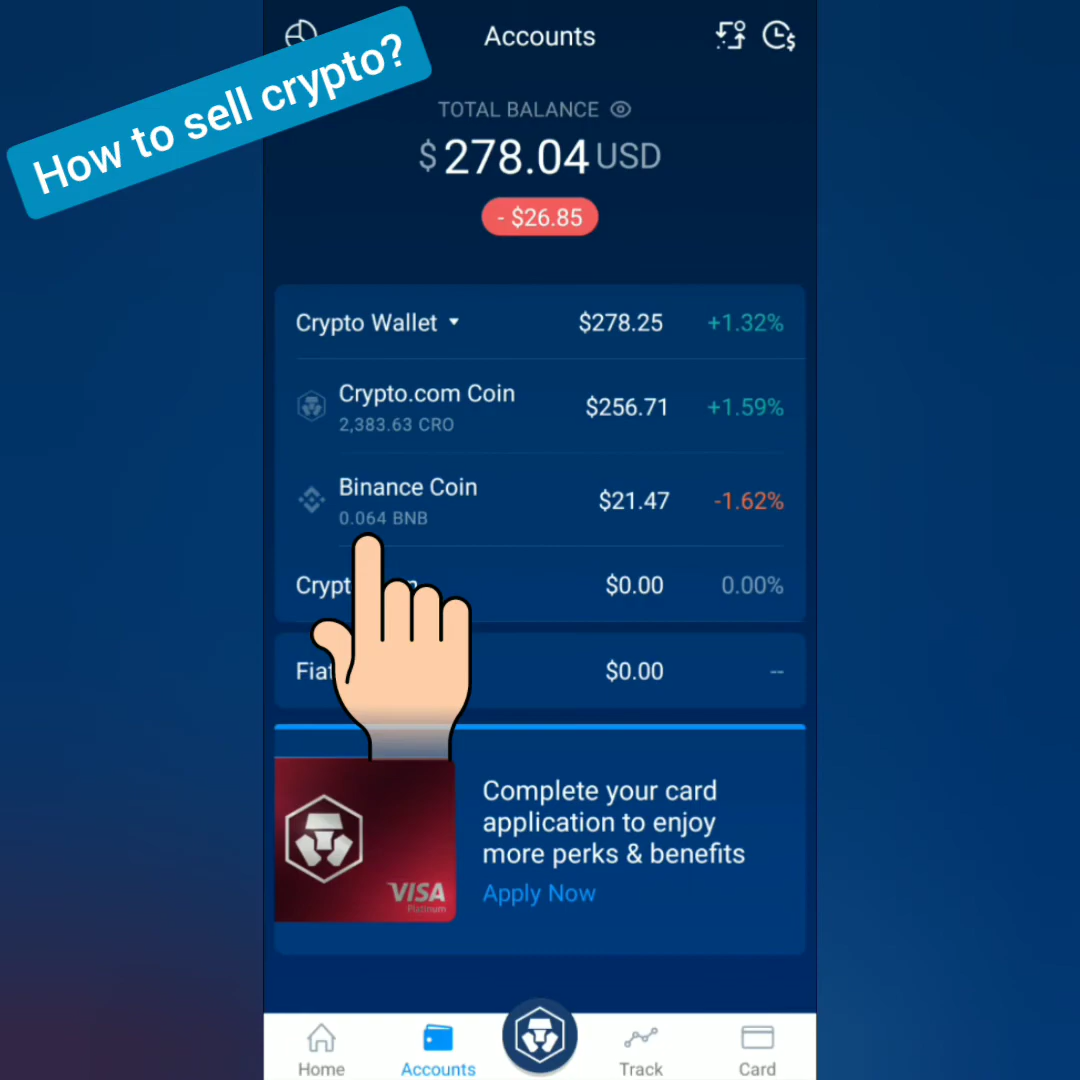 How to sell crypto?
Accounts
TOTAL BALANCE
$ 278.04 USD
- $26.85
Crypto Wallet $278.25 +1.32%
Crypto.com Coin $256.71 +1.59%
2,383.63 CRO
Binance Coin $21.47 -1.62%
0.064 BNB
Crypt $0.00 0.00%
Fiat $0.00 --
Complete your card
application to enjoy
more perks & benefits
Apply Now
VISA
Platinum
Home Accounts Track Card